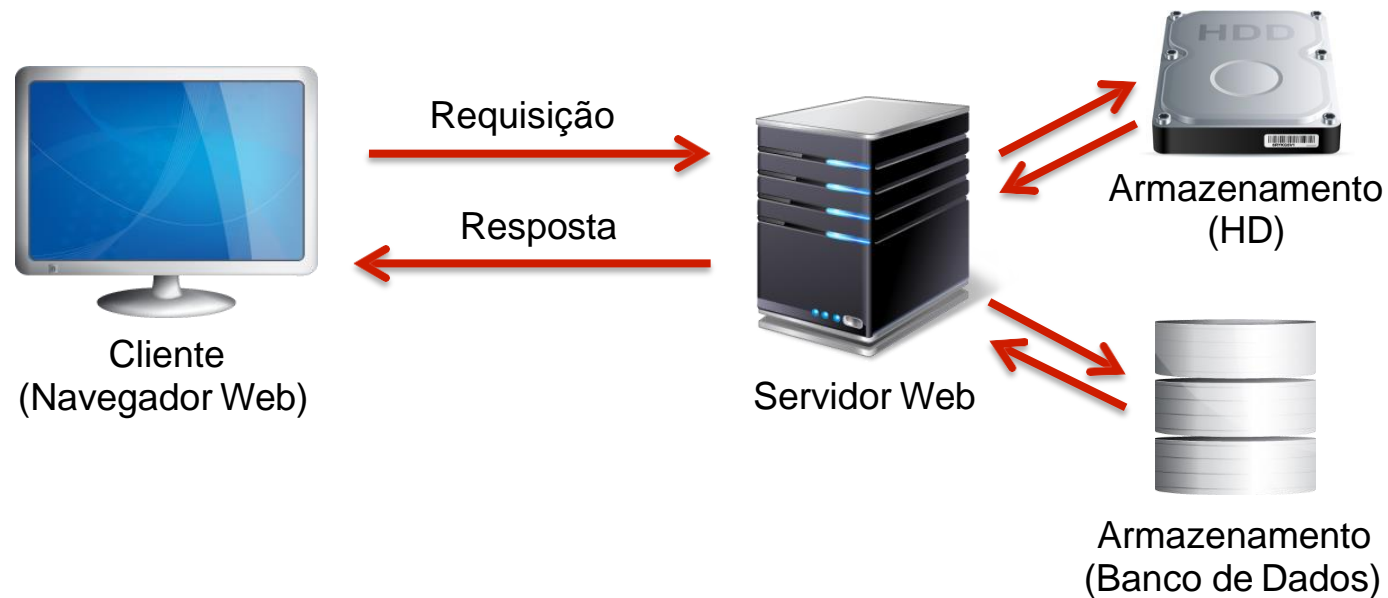 HDD
Requisição
Resposta
Armazenamento
(HD)
Cliente
(Navegador Web)
Servidor Web
Armazenamento
(Banco de Dados)